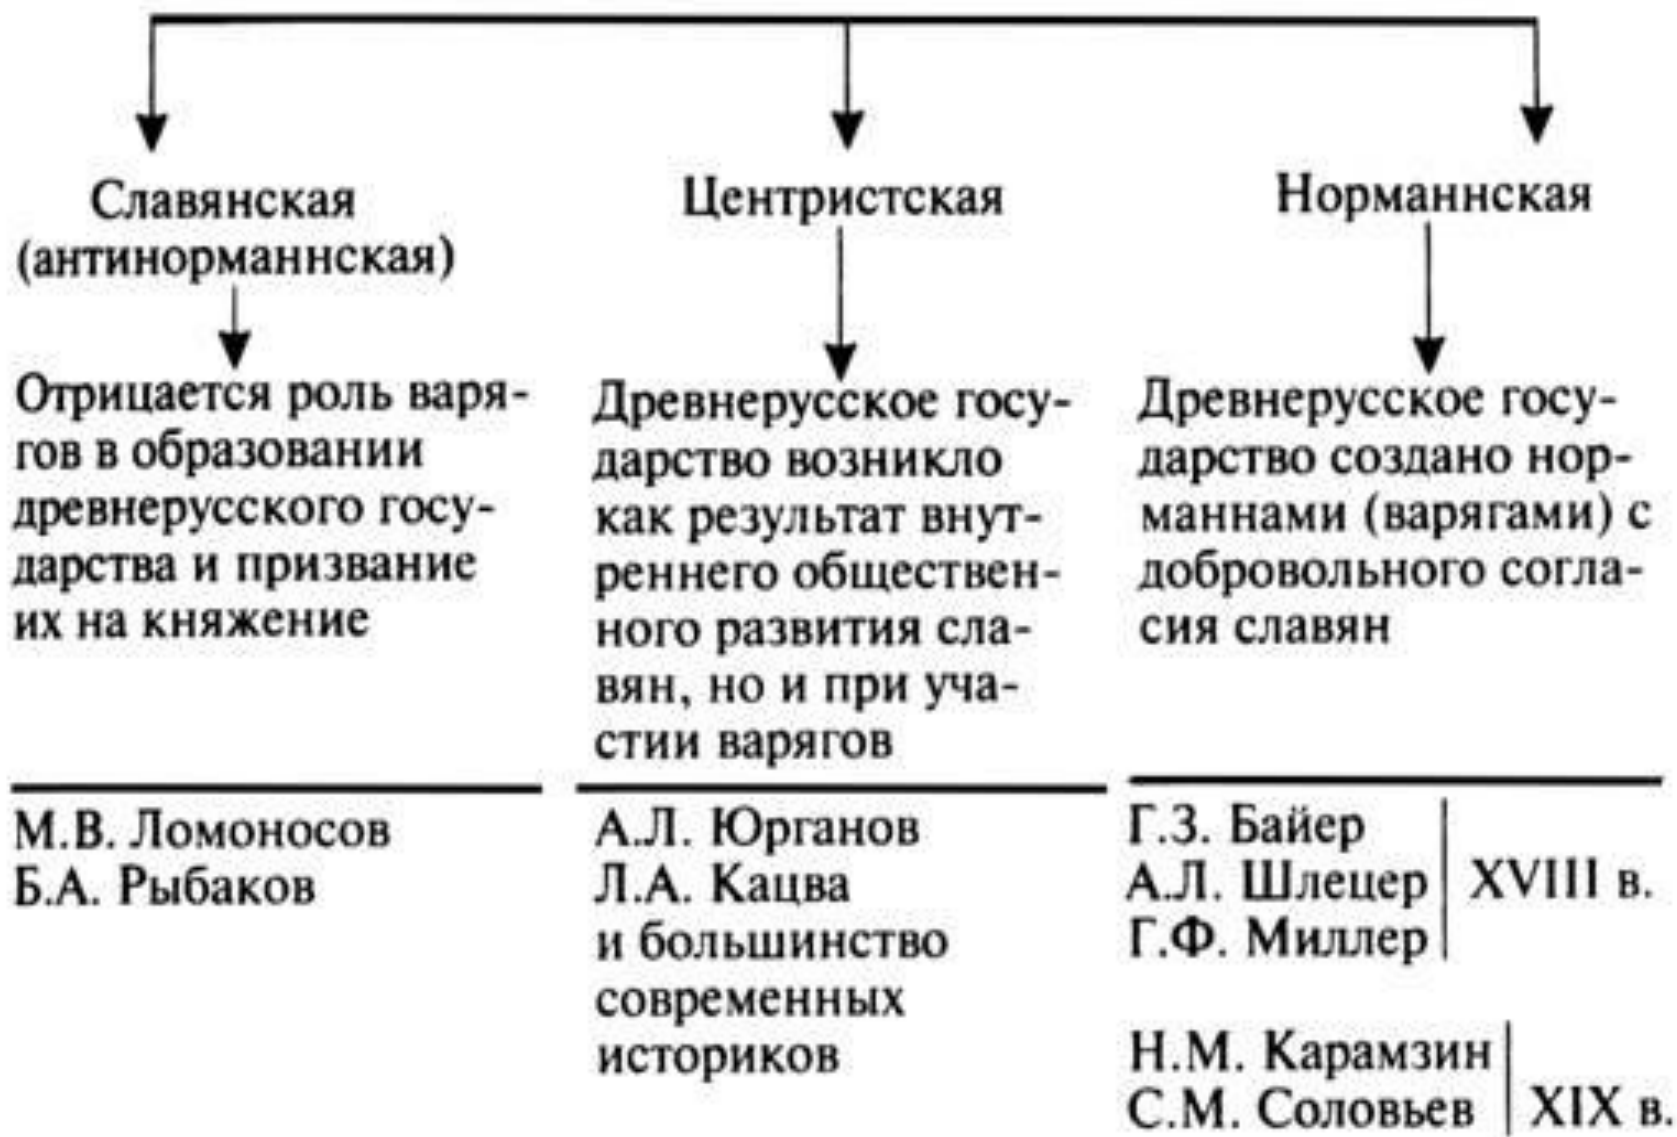 Славянская
(антинорманнская)
Отрицается роль варя-
гов в образовании
древнерусского госу-
дарства и призвание
их на княжение
М.В. Ломоносов
Б.А. Рыбаков
Центристская
Древнерусское госу-
дарство возникло
как результат внут-
реннего обществен-
ного развития сла-
вян, но и при уча-
стии варягов
А.Л. Юрганов
Л.А. Кацва
и большинство
современных
историков
Норманнская
Древнерусское госу-
дарство создано нор-
маннами (варягами) с
добровольного согла-
сия славян
Г.З. Байер
А.Л. Шлецер
Г.Ф. Миллер
XVIII в.
Н.М. Карамзин
С.М. Соловьев
XIX в.